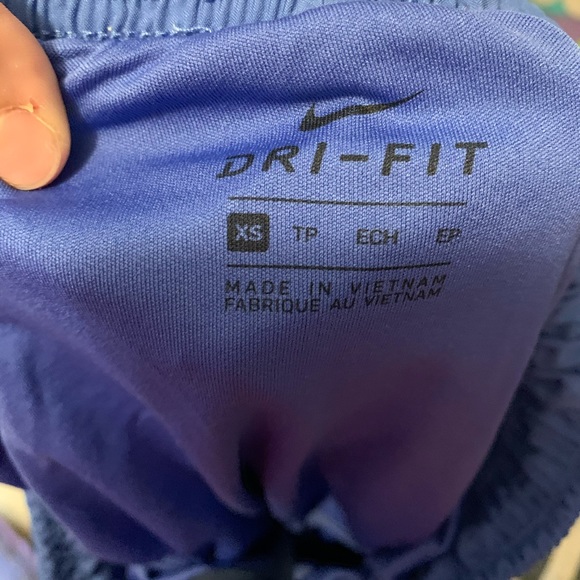 DRI-FIT
XS TP ECH EP
MADE IN VIETNAM
FABRIQUE AU VIETNAM